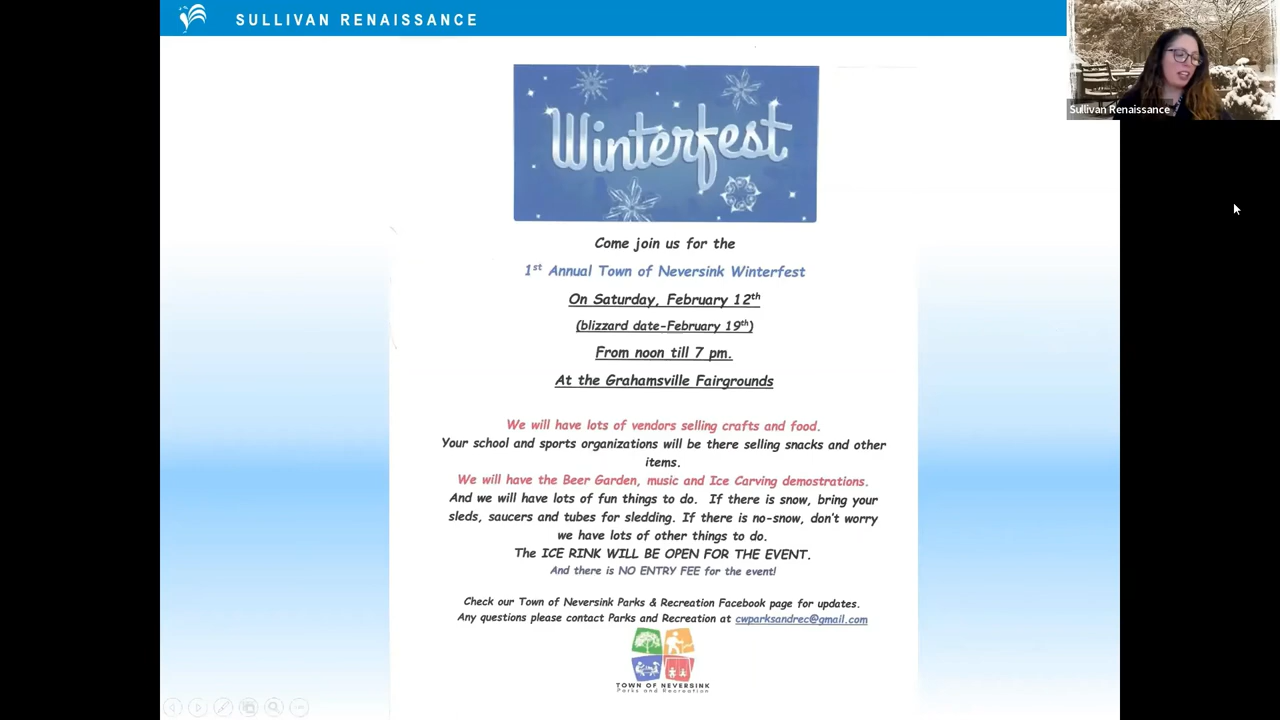 SULLIVAN RENAISSANCE
Sullivan Renaissance
Winterfest
Come join us for the
1st Annual Town of Neversink Winterfest
On Saturday, February 12th
(blizzard date-February 19th)
From noon till 7 pm.
At the Grahamsville Fairgrounds
We will have lots of vendors selling crafts and food.
Your school and sports organizations will be there selling snacks and other
items.
We will have the Beer Garden, music and Ice Carving demostrations.
And we will have lots of fun things to do. If there is snow, bring your
sleds, saucers and tubes for sledding. If there is no-snow, don't worry
we have lots of other things to do.
The ICE RINK WILL BE OPEN FOR THE EVENT.
And there is NO ENTRY FEE for the event!
Check our Town of Neversink Parks & Recreation Facebook page for updates.
Any questions please contact Parks and Recreation at cwparksandrec@gmail.com
TOWN OF NEVERSINK
Parks and Recreation